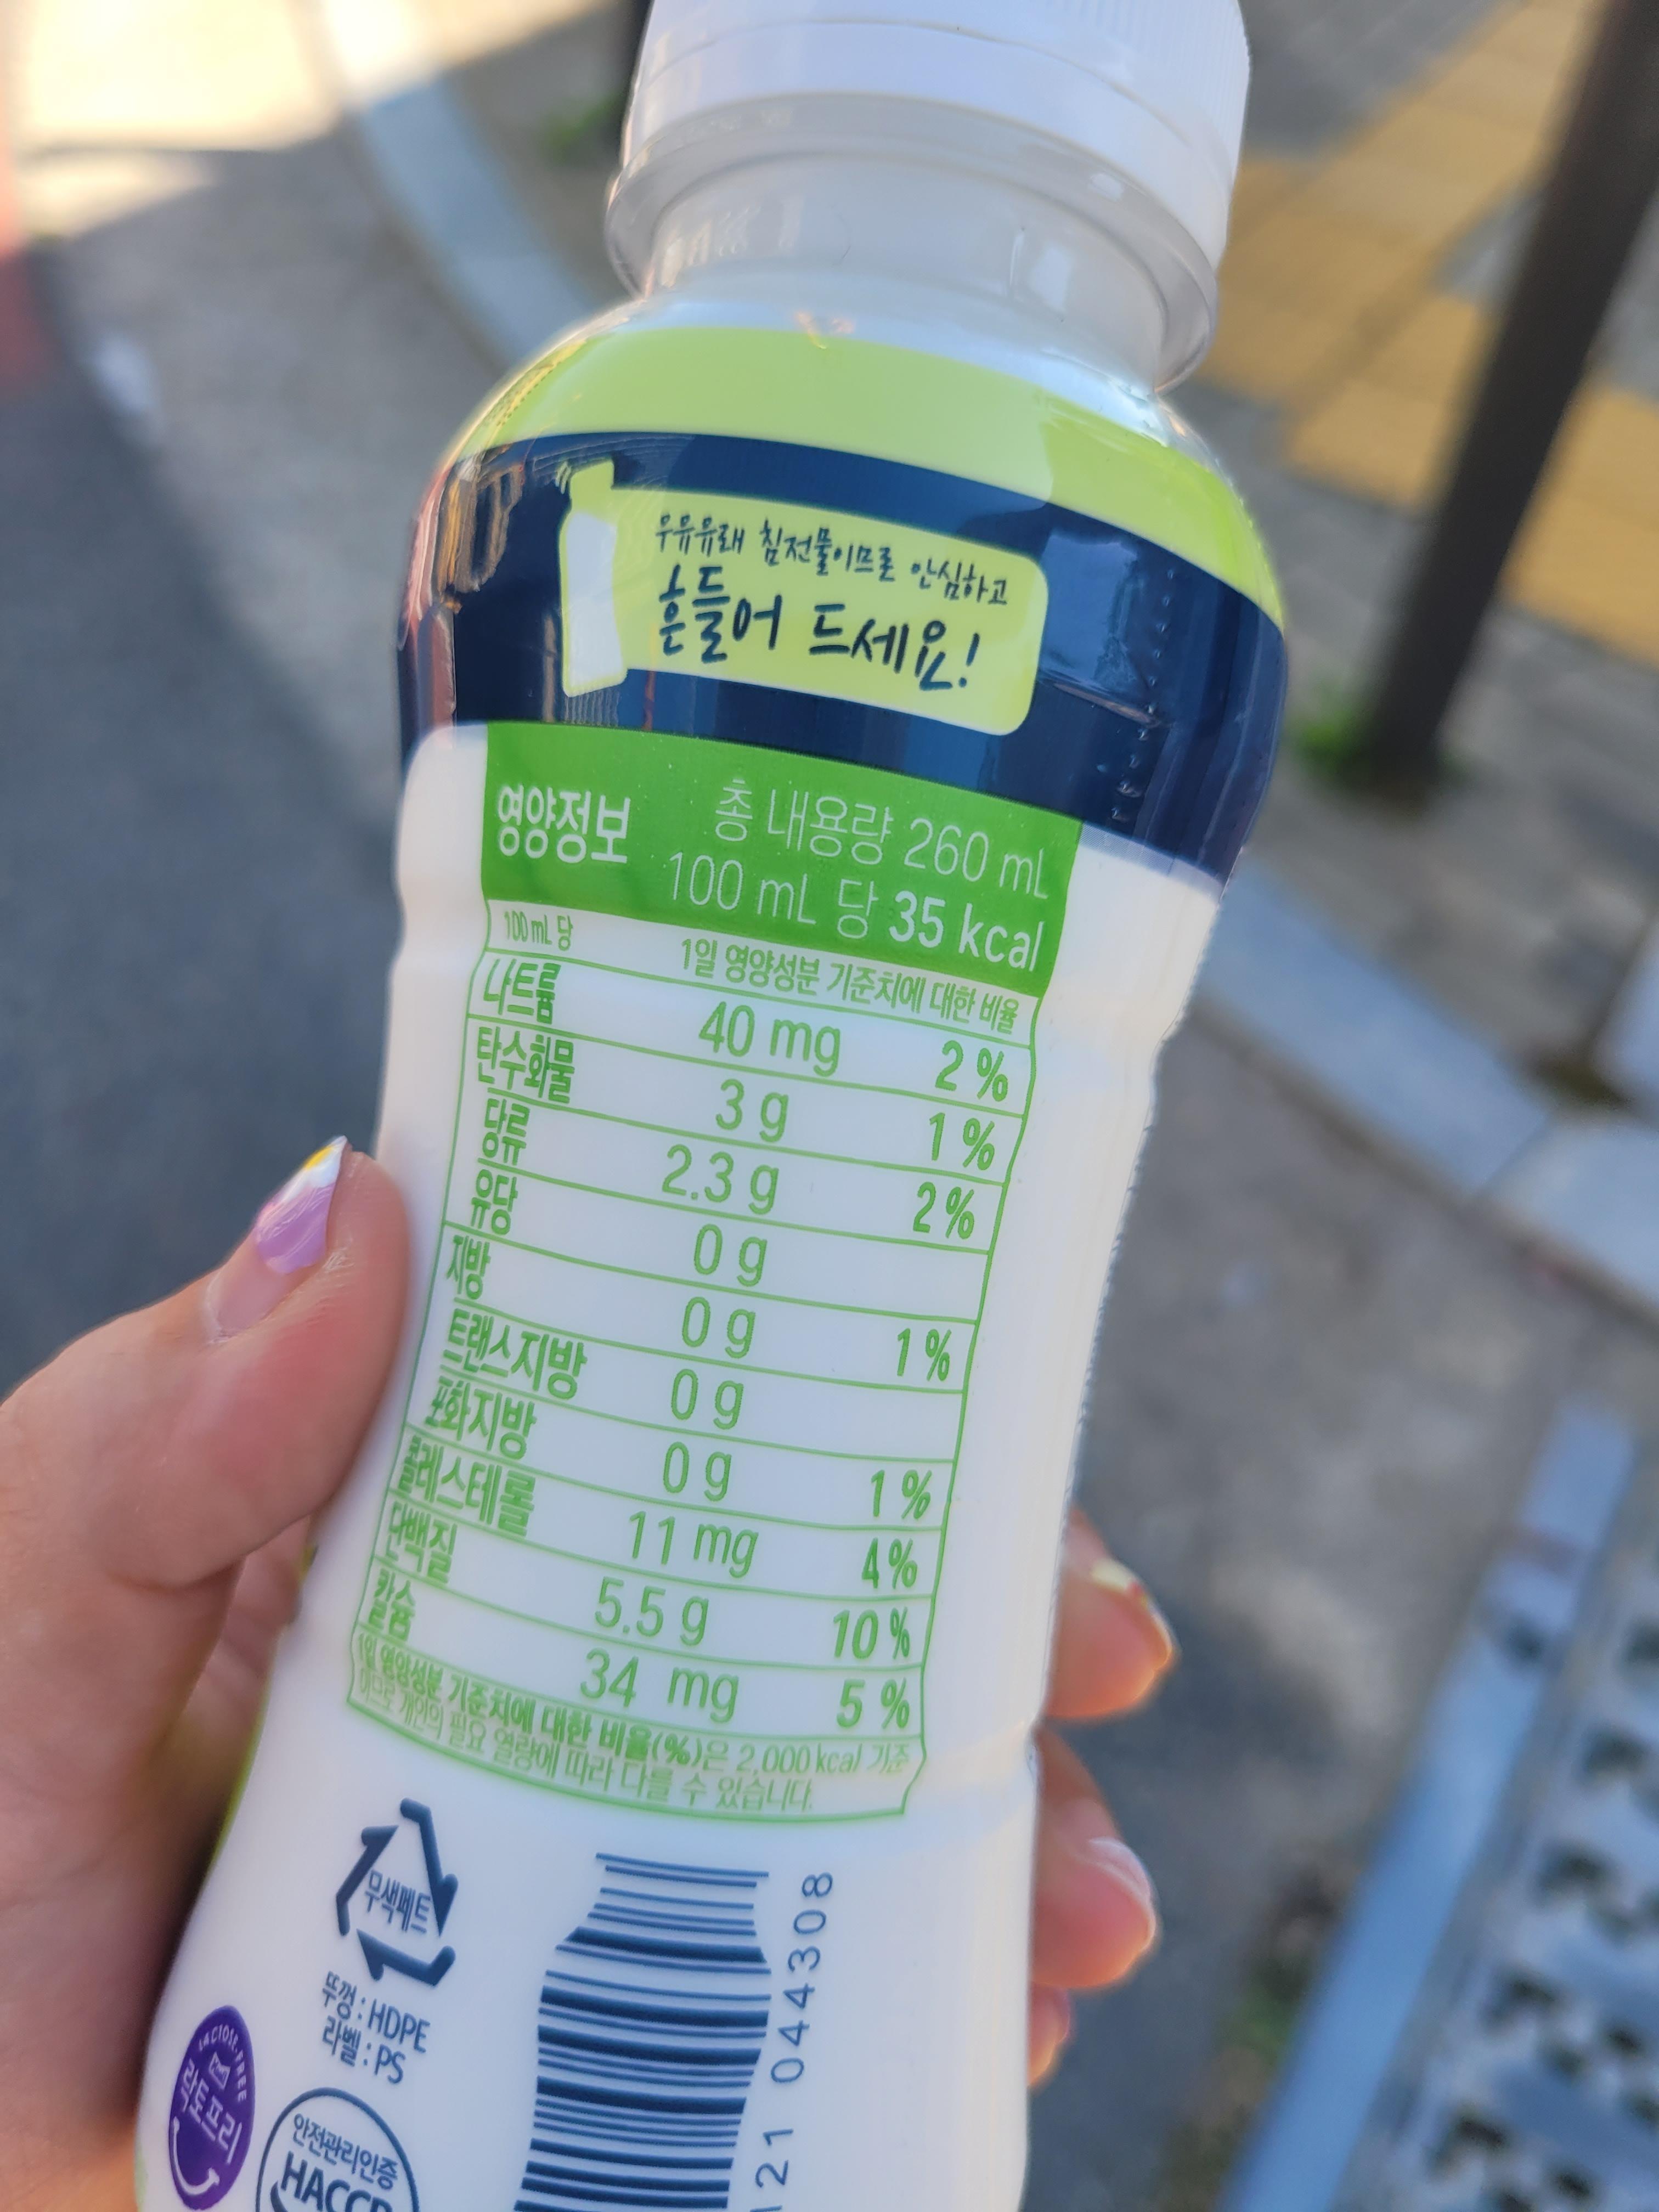 우유유래 침전물이므로 안심하고
흔들어 드세요!
영양정보
총 내용량 260 mL
100 mL 당 35 kcal
100 mL 당 1일 영양성분 기준치에 대한 비율
나트륨 40 mg 2 %
탄수화물 3 g 1 %
당류 2.3 g 2 %
유당 0 g
지방 0 g 1 %
트랜스지방 0 g
포화지방 0 g 1 %
콜레스테롤 11 mg 4 %
단백질 5.5 g 10 %
칼슘 34 mg 5 %
1일 영양성분 기준치에 대한 비율(%)은 2,000 kcal 기준
이므로 개인의 필요 열량에 따라 다를 수 있습니다.
무색페트
뚜껑 : HDPE
라벨 : PS
LACTOSE-FREE
락토프리
안전관리인증
HACCP
121 044308